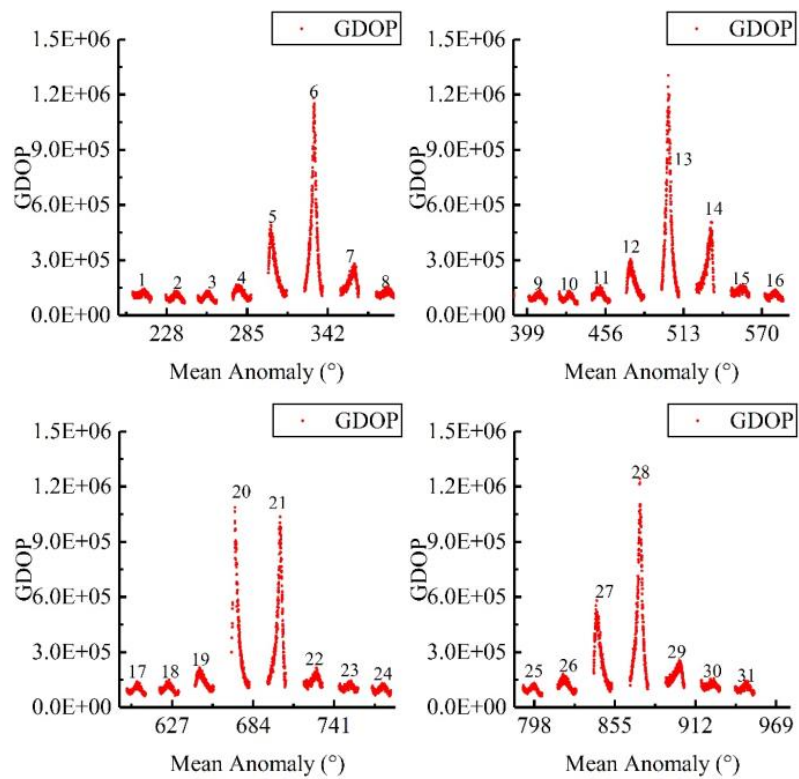 GDOP
1.5E+06
1.2E+06
9.0E+05
6.0E+05
3.0E+05
0.0E+00
GDOP
1 2 3 4 5 6 7 8
228 285 342
Mean Anomaly (°)
GDOP
1.5E+06
1.2E+06
9.0E+05
6.0E+05
3.0E+05
0.0E+00
GDOP
9 10 11 12 13 14 15 16
399 456 513 570
Mean Anomaly (°)
GDOP
1.5E+06
1.2E+06
9.0E+05
6.0E+05
3.0E+05
0.0E+00
GDOP
17 18 19 20 21 22 23 24
627 684 741
Mean Anomaly (°)
GDOP
1.5E+06
1.2E+06
9.0E+05
6.0E+05
3.0E+05
0.0E+00
GDOP
25 26 27 28 29 30 31
798 855 912 969
Mean Anomaly (°)